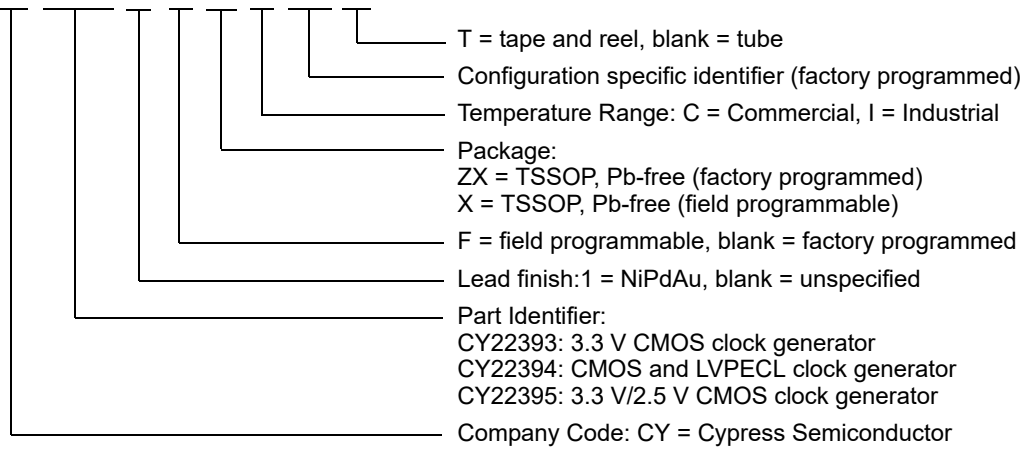 T = tape and reel, blank = tube
Configuration specific identifier (factory programmed)
Temperature Range: C = Commercial, I = Industrial
Package:
ZX = TSSOP, Pb-free (factory programmed)
X = TSSOP, Pb-free (field programmable)
F = field programmable, blank = factory programmed
Lead finish:1 = NiPdAu, blank = unspecified
Part Identifier:
CY22393: 3.3 V CMOS clock generator
CY22394: CMOS and LVPECL clock generator
CY22395: 3.3 V/2.5 V CMOS clock generator
Company Code: CY = Cypress Semiconductor